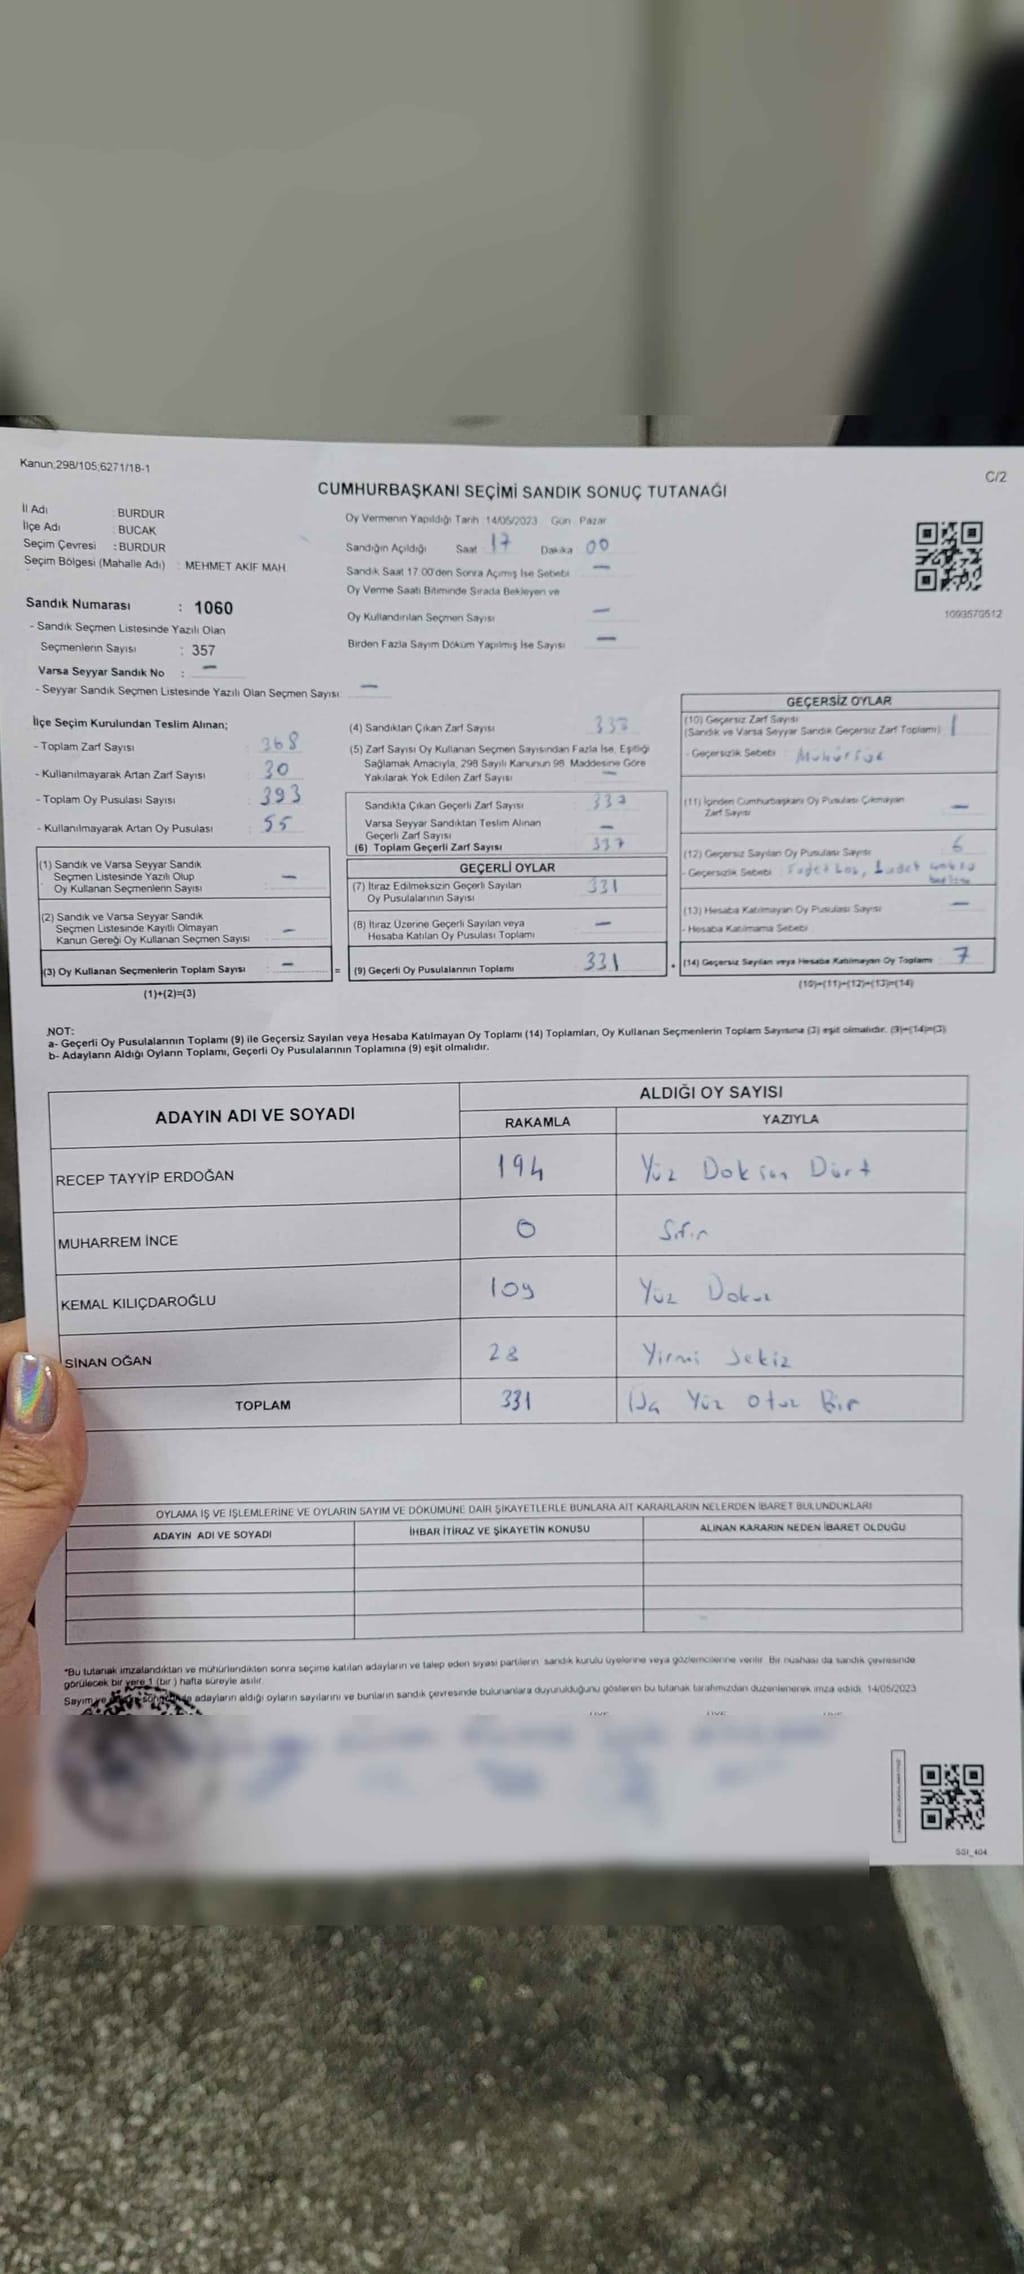 Kanun;298/105;6271/18-1
C/2
CUMHURBAŞKANI SEÇİMİ SANDIK SONUÇ TUTANAĞI
İl Adı : BURDUR
İlçe Adı : BUCAK
Seçim Çevresi : BURDUR
Seçim Bölgesi (Mahalle Adı) : MEHMET AKİF MAH
Sandık Numarası : 1060
- Sandık Seçmen Listesinde Yazılı Olan
Seçmenlerin Sayısı : 357
Varsa Seyyar Sandık No : —
- Seyyar Sandık Seçmen Listesinde Yazılı Olan Seçmen Sayısı —
Oy Vermenin Yapıldığı Tarih 14/05/2023 Gün Pazar
Sandığın Açıldığı Saat 17 Dakika 00
Sandık Saat 17.00'den Sonra Açımış İse Sebebi —
Oy Verme Saati Bitiminde Sırada Bekleyen ve
Oy Kullandırılan Seçmen Sayısı —
Birden Fazla Sayım Döküm Yapılmış İse Sayısı —
1093570512
İlçe Seçim Kurulundan Teslim Alınan;
- Toplam Zarf Sayısı : 368
- Kullanılmayarak Artan Zarf Sayısı : 30
- Toplam Oy Pusulası Sayısı : 393
- Kullanılmayarak Artan Oy Pusulası : 55
(1) Sandık ve Varsa Seyyar Sandık
Seçmen Listesinde Yazılı Olup
Oy Kullanan Seçmenlerin Sayısı —
(2) Sandık ve Varsa Seyyar Sandık
Seçmen Listesinde Kayıtlı Olmayan
Kanun Gereği Oy Kullanan Seçmen Sayısı —
(3) Oy Kullanan Seçmenlerin Toplam Sayısı : —
(1)+(2)=(3)
(4) Sandıktan Çıkan Zarf Sayısı
(5) Zarf Sayısı Oy Kullanan Seçmen Sayısından Fazla İse, Eşitliği
Sağlamak Amacıyla, 298 Sayılı Kanunun 98. Maddesine Göre
Yakılarak Yok Edilen Zarf Sayısı —
Sandıkta Çıkan Geçerli Zarf Sayısı : 337
Varsa Seyyar Sandıktan Teslim Alınan
Geçerli Zarf Sayısı —
(6) Toplam Geçerli Zarf Sayısı : 337
GEÇERLİ OYLAR
(7) İtiraz Edilmeksizin Geçerli Sayılan
Oy Pusulalarının Sayısı : 331
(8) İtiraz Üzerine Geçerli Sayılan veya
Hesaba Katılan Oy Pusulası Toplamı —
= (9) Geçerli Oy Pusulalarının Toplamı : 331
GEÇERSİZ OYLAR
(10) Geçersiz Zarf Sayısı
(Sandık ve Varsa Seyyar Sandık Geçersiz Zarf Toplamı) 1
- Geçersizlik Sebebi : Mühürsüz
(11) İçinden Cumhurbaşkanı Oy Pusulası Çıkmayan
Zarf Sayısı —
(12) Geçersiz Sayılan Oy Pusulası Sayısı 6
- Geçersizlik Sebebi :
(13) Hesaba Katılmayan Oy Pusulası Sayısı —
- Hesaba Katılmama Sebebi
(14) Geçersiz Sayılan veya Hesaba Katılmayan Oy Toplamı 7
(10)+(11)+(12)+(13)=(14)
NOT:
a- Geçerli Oy Pusulalarının Toplamı (9) ile Geçersiz Sayılan veya Hesaba Katılmayan Oy Toplamı (14) Toplamları, Oy Kullanan Seçmenlerin Toplam Sayısına (3) eşit olmalıdır. (9)+(14)=(3)
b- Adayların Aldığı Oyların Toplamı, Geçerli Oy Pusulalarının Toplamına (9) eşit olmalıdır.
ADAYIN ADI VE SOYADI
ALDIĞI OY SAYISI
RAKAMLA YAZIYLA
RECEP TAYYİP ERDOĞAN 194 Yüz Doksan Dört
MUHARREM İNCE 0 Sıfır
KEMAL KILIÇDAROĞLU 109 Yüz Dokuz
SİNAN OĞAN 28 Yirmi Sekiz
TOPLAM 331 Yüz Otuz Bir
OYLAMA İŞ VE İŞLEMLERİNE VE OYLARIN SAYIM VE DÖKÜMÜNE DAİR ŞİKAYETLERLE BUNLARA AİT KARARLARIN NELERDEN İBARET BULUNDUKLARI
ADAYIN ADI VE SOYADI İHBAR İTİRAZ VE ŞİKAYETİN KONUSU ALINAN KARARIN NEDEN İBARET OLDUĞU
*Bu tutanak imzalandıktan ve mühürlendikten sonra seçime katılan adayların ve talep eden siyasi partilerin sandık kurulu üyelerine veya gözlemcilerine verilir. Bir nüshası da sandık çevresinde
görülecek bir yere 1 (bir) hafta süreyle asılır.
Sayım ve adayların aldığı oyların sayılarını ve bunların sandık çevresinde bulunanlara duyurulduğunu gösteren bu tutanak tarafımızdan düzenlenerek imza edildi. 14/05/2023
SSI_404